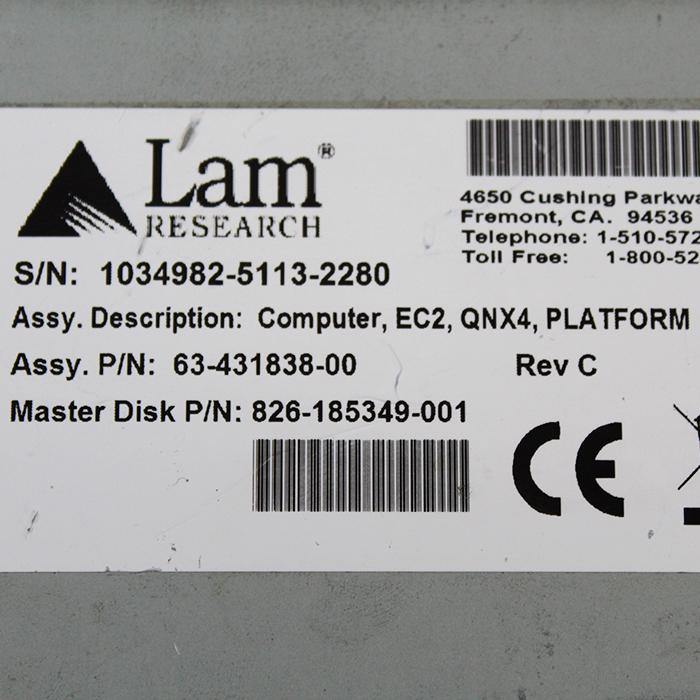 Lam®
RESEARCH
4650 Cushing
Fremont, CA. 94536
Telephone: 1-510-572
Toll Free: 1-800-52
S/N: 1034982-5113-2280
Assy. Description: Computer, EC2, QNX4, PLATFORM
Assy. P/N: 63-431838-00 Rev C
Master Disk P/N: 826-185349-001
CE